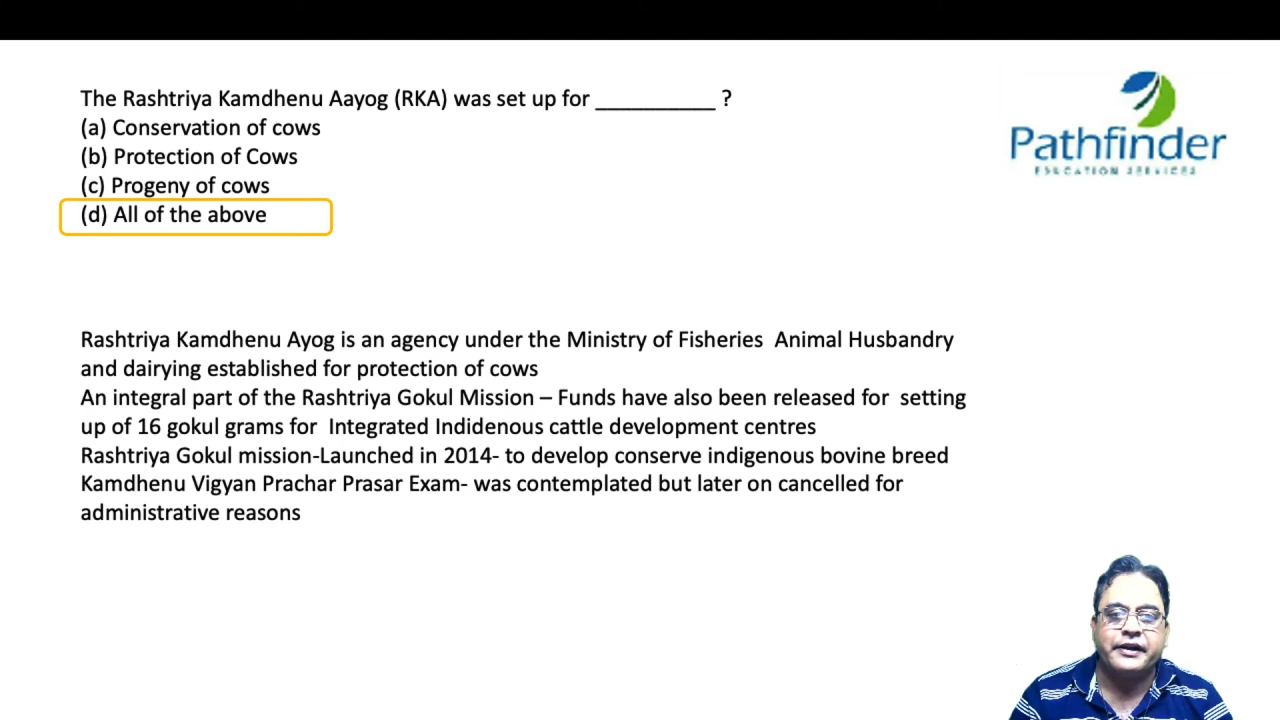 The Rashtriya Kamdhenu Aayog (RKA) was set up for ___________ ?
(a) Conservation of cows
(b) Protection of Cows
(c) Progeny of cows
(d) All of the above
Pathfinder
EDUCATION SERVICES
Rashtriya Kamdhenu Ayog is an agency under the Ministry of Fisheries Animal Husbandry
and dairying established for protection of cows
An integral part of the Rashtriya Gokul Mission – Funds have also been released for setting
up of 16 gokul grams for Integrated Indidenous cattle development centres
Rashtriya Gokul mission-Launched in 2014- to develop conserve indigenous bovine breed
Kamdhenu Vigyan Prachar Prasar Exam- was contemplated but later on cancelled for
administrative reasons